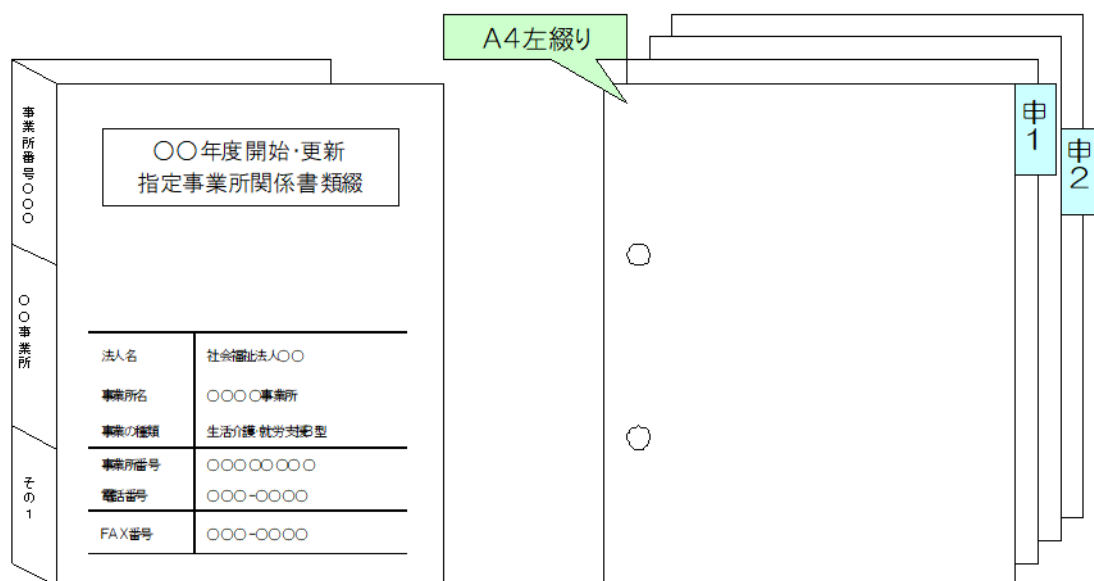 A4左綴り
事業所番号〇〇〇
〇〇事業所
その1
〇〇年度開始・更新
指定事業所関係書類綴
法人名 社会福祉法人〇〇
事業所名 〇〇〇〇事業所
事業の種類 生活介護・就労支援B型
事業所番号 〇〇〇〇〇〇〇〇
電話番号 〇〇〇-〇〇〇〇
FAX番号 〇〇〇-〇〇〇〇
申1
申2